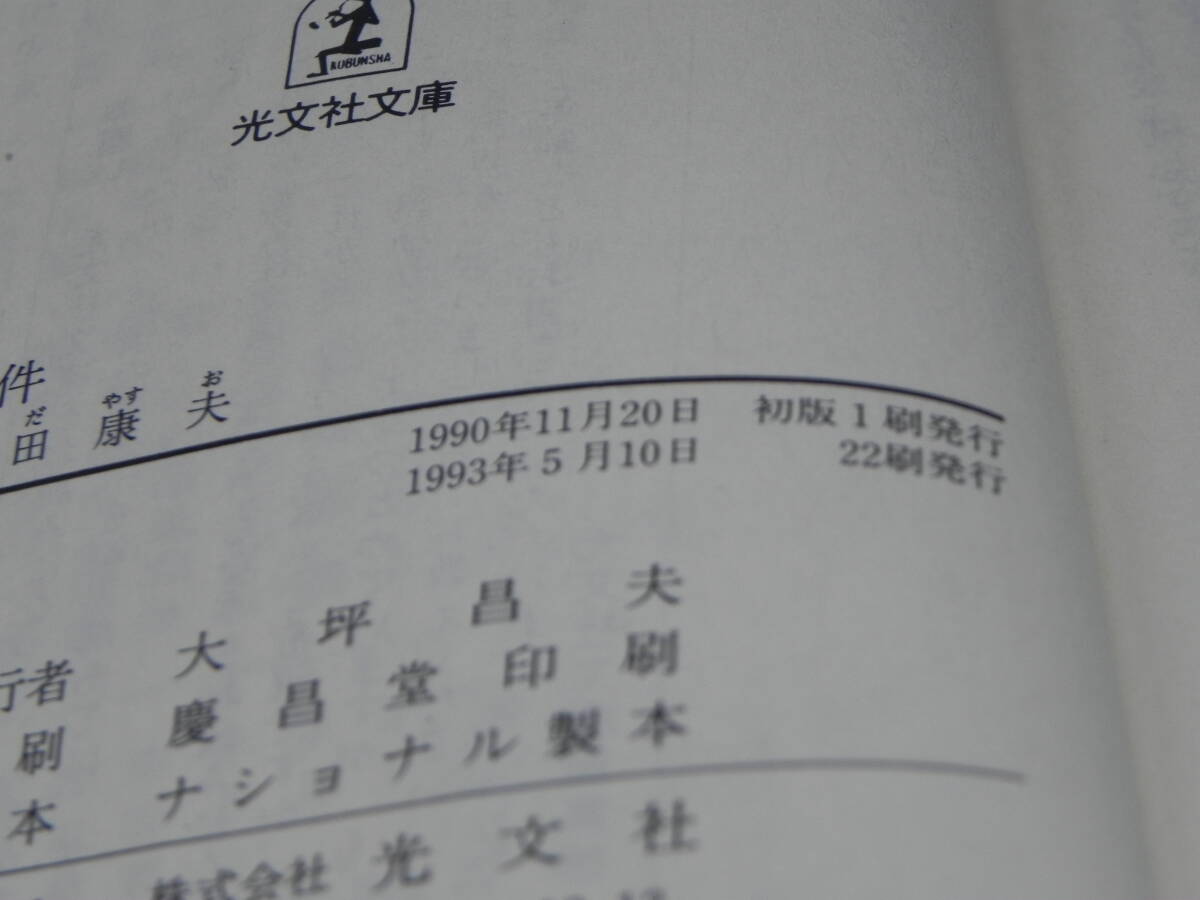 KOBUNSHA
光文社文庫
件
だ やす お
田 康 夫
1990年11月20日 初版1刷発行
1993年5月10日 22刷発行
行者 大坪昌夫
刷 慶昌堂印刷
本 ナショナル製本
株式会社 光文社